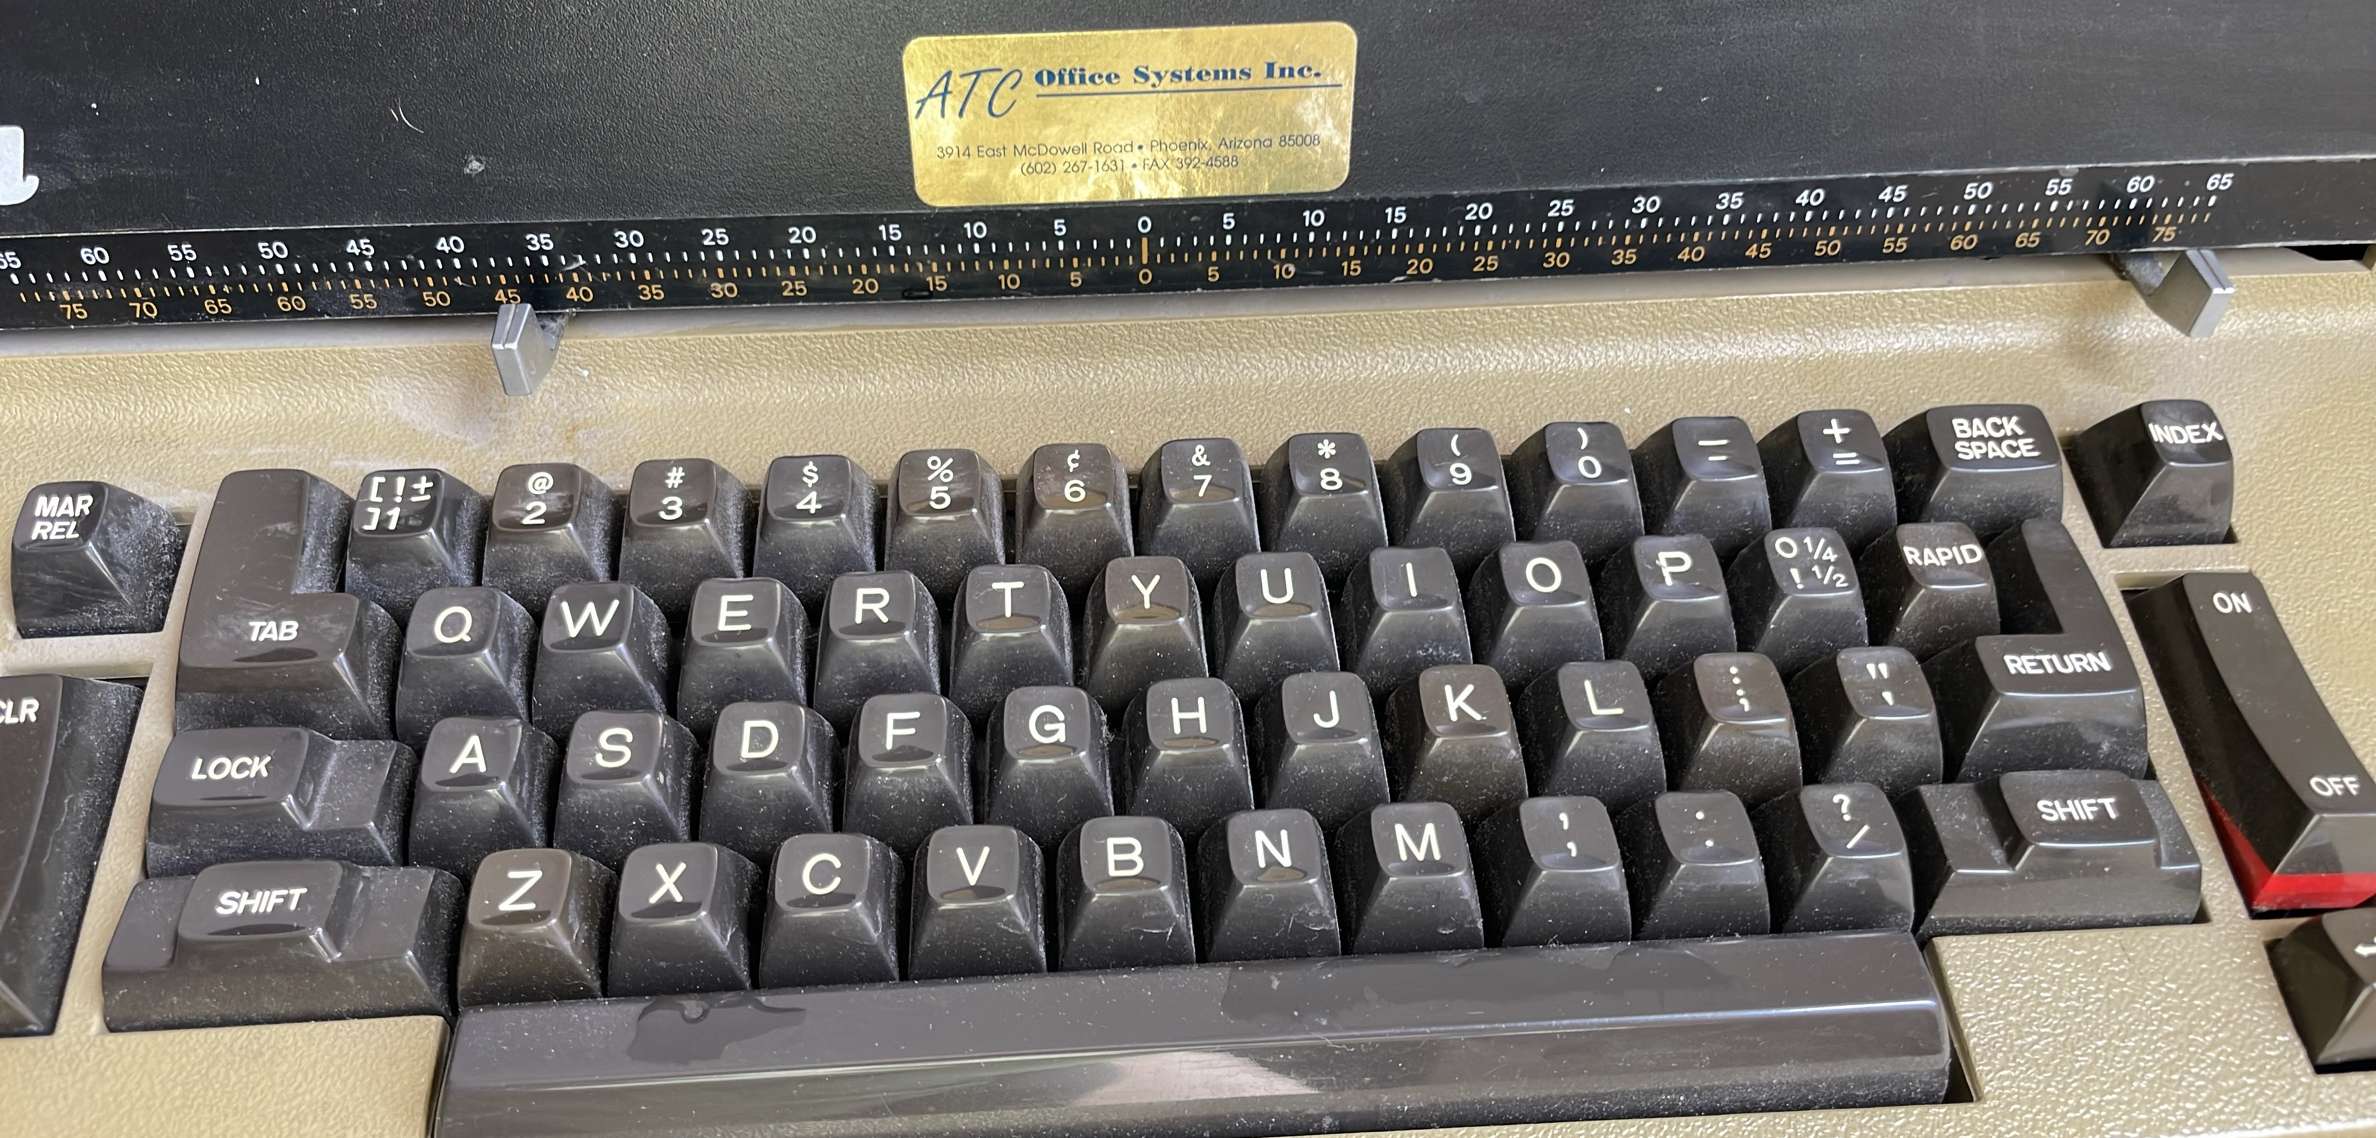 ATC Office Systems Inc.
3914 East McDowell Road • Phoenix, Arizona 85008
(602) 267-1631 • FAX 392-4588
65 60 55 50 45 40 35 30 25 20 15 10 5 0 5 10 15 20 25 30 35 40 45 50 55 60 65
75 70 65 60 55 50 45 40 35 30 25 20 15 10 5 0 5 10 15 20 25 30 35 40 45 50 55 60 65 70 75
MAR REL
[ ! ± ] 1 @ 2 # 3 $ 4 % 5 ¢ 6 & 7 * 8 ( 9 ) 0 — - + = BACK SPACE INDEX
TAB Q W E R T Y U I O P ° ¼ ! ½ RAPID
CLR LOCK A S D F G H J K L : ; " ' RETURN ON
SHIFT Z X C V B N M , , . . ? / SHIFT OFF